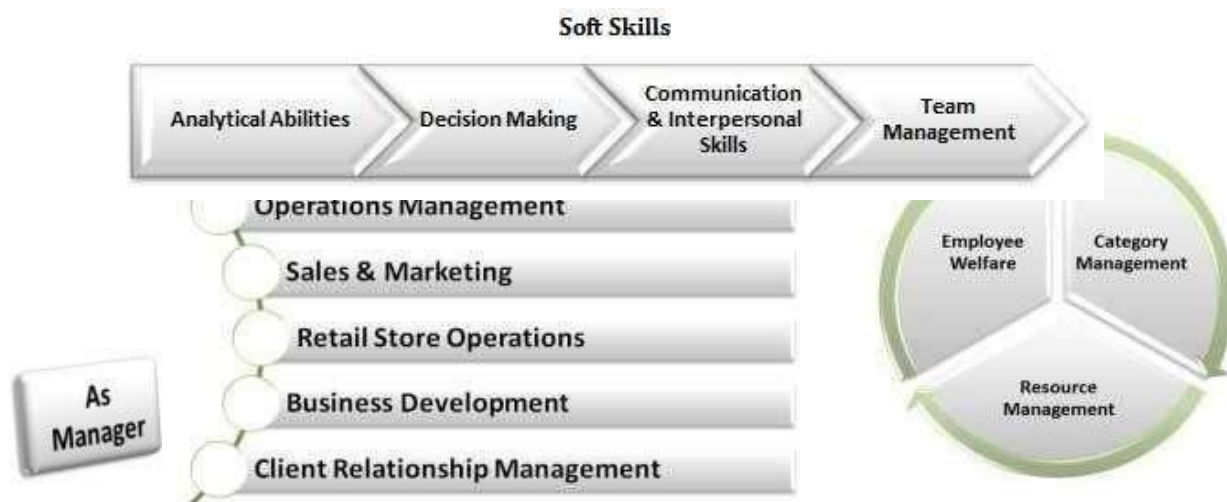 Soft Skills
Analytical Abilities
Decision Making
Communication
& Interpersonal
Skills
Team
Management
Operations Management
Sales & Marketing
Retail Store Operations
Business Development
Client Relationship Management
As
Manager
Employee
Welfare
Category
Management
Resource
Management